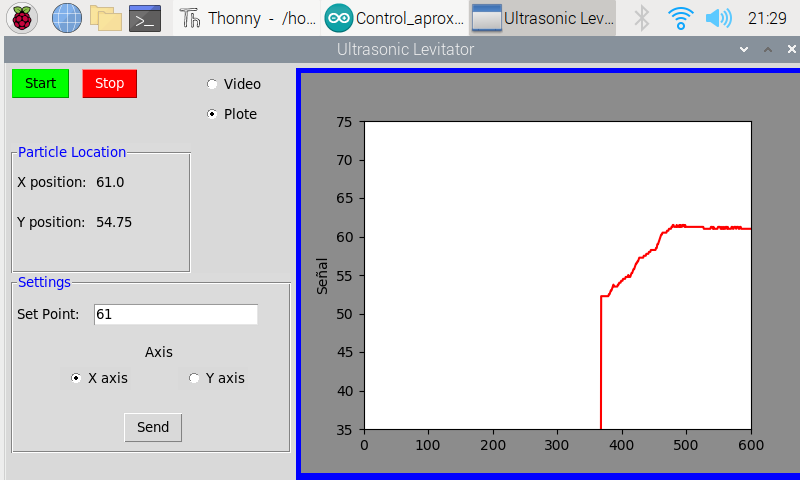 Thonny - /ho...
Control_aprox...
Ultrasonic Lev...
21:29
Ultrasonic Levitator
Start
Stop
Video
Plote
Particle Location
X position: 61.0
Y position: 54.75
Settings
Set Point: 61
Axis
X axis
Y axis
Send
Señal
75
70
65
60
55
50
45
40
35
0 100 200 300 400 500 600